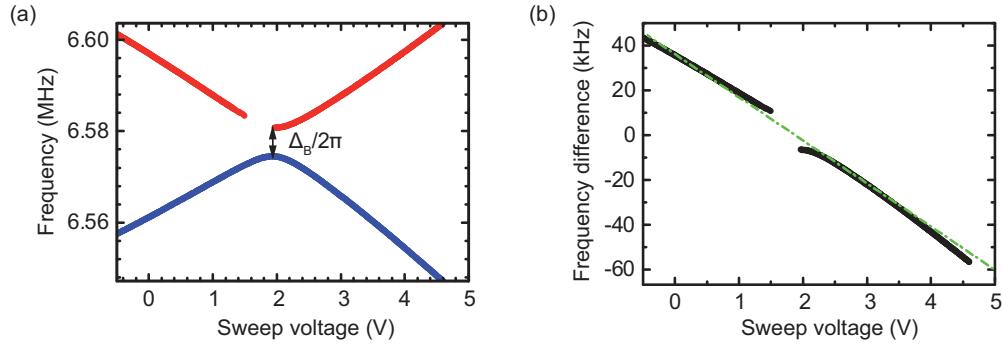 (a)
6.60
6.58
6.56
Frequency (MHz)
Δ_B/2π
0 1 2 3 4 5
Sweep voltage (V)
(b)
40
20
0
-20
-40
-60
Frequency difference (kHz)
0 1 2 3 4 5
Sweep voltage (V)